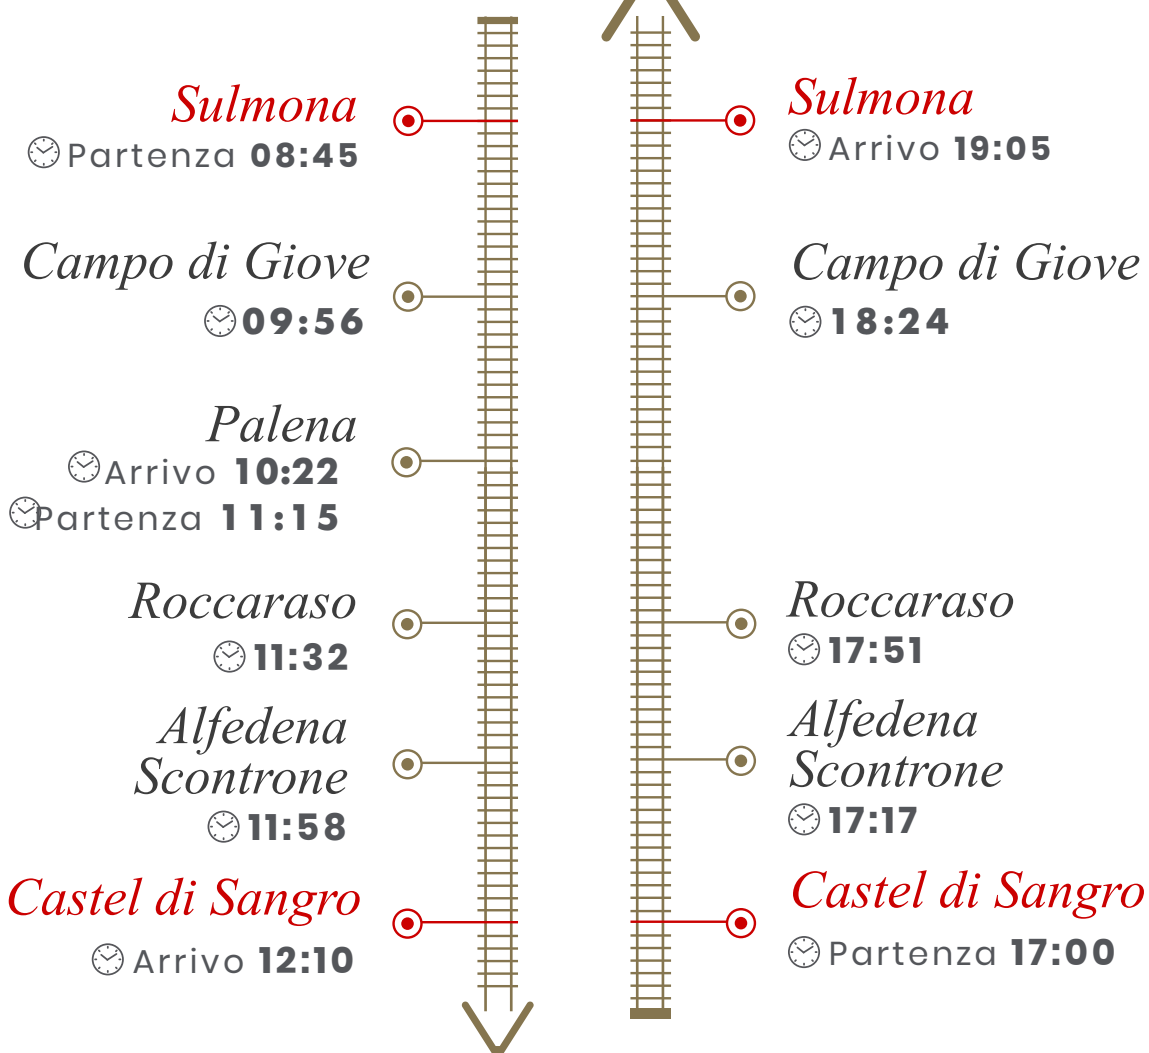 Sulmona
Partenza 08:45
Campo di Giove
09:56
Palena
Arrivo 10:22
Partenza 11:15
Roccaraso
11:32
Alfedena
Scontrone
11:58
Castel di Sangro
Arrivo 12:10
Sulmona
Arrivo 19:05
Campo di Giove
18:24
Roccaraso
17:51
Alfedena
Scontrone
17:17
Castel di Sangro
Partenza 17:00